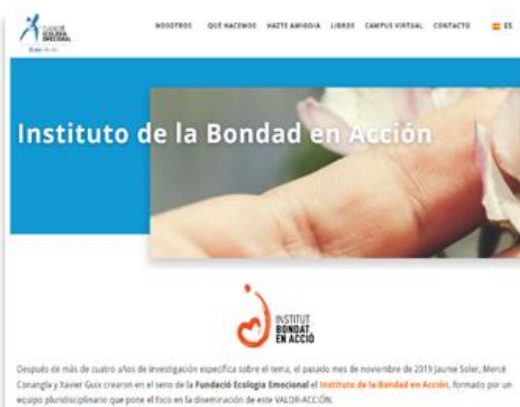 FUNDACIÓ
ECOLOGIA
EMOCIONAL
NOSOTROS QUÉ HACEMOS HAZTE AMIGO/A LIBROS CAMPUS VIRTUAL CONTACTO ES
Instituto de la Bondad en Acción
INSTITUT
BONDAT
EN ACCIÓ
Después de más de cuatro años de investigación específica sobre el tema, el pasado mes de noviembre de 2019 Jaume Soler, Mercè
Conangla y Xavier Guix crearon en el seno de la Fundació Ecologia Emocional el Instituto de la Bondad en Acción, formado por un
equipo pluridisciplinario que pone el foco en la diseminación de este VALOR-ACCIÓN.